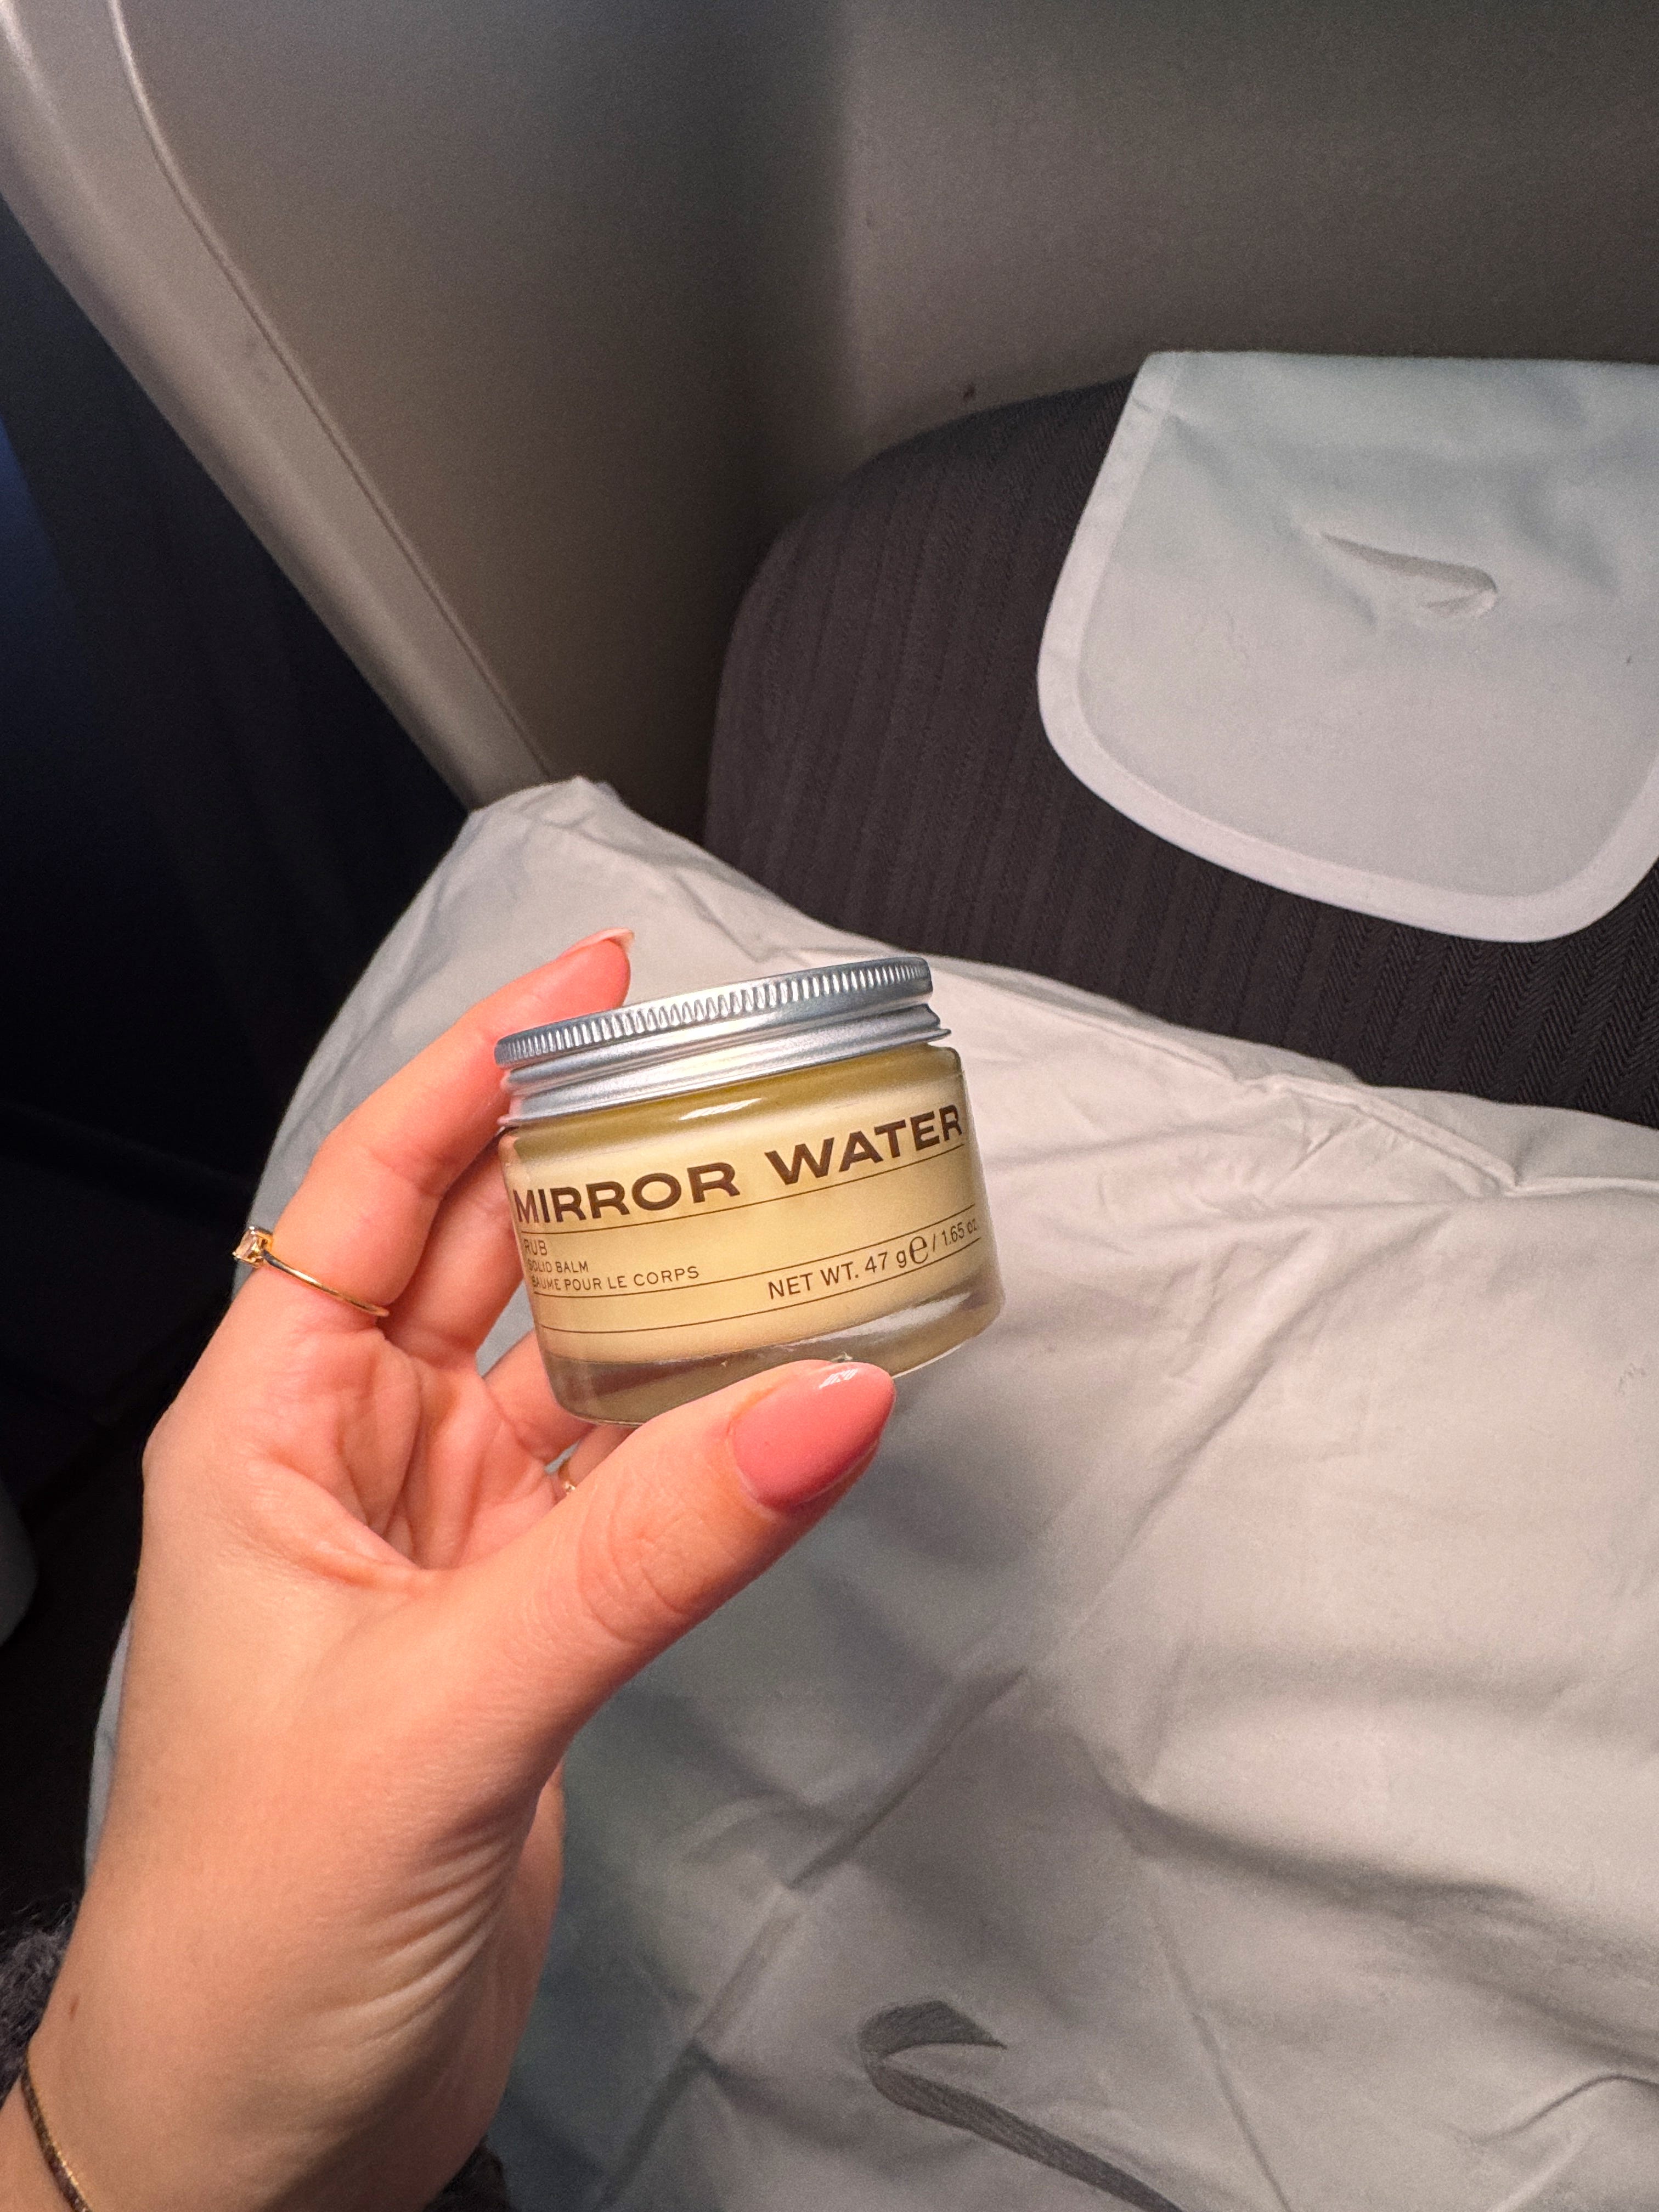 MIRROR WATER
RUB
SOLID BALM
BAUME POUR LE CORPS
NET WT. 47 g ℮ / 1.65 oz.